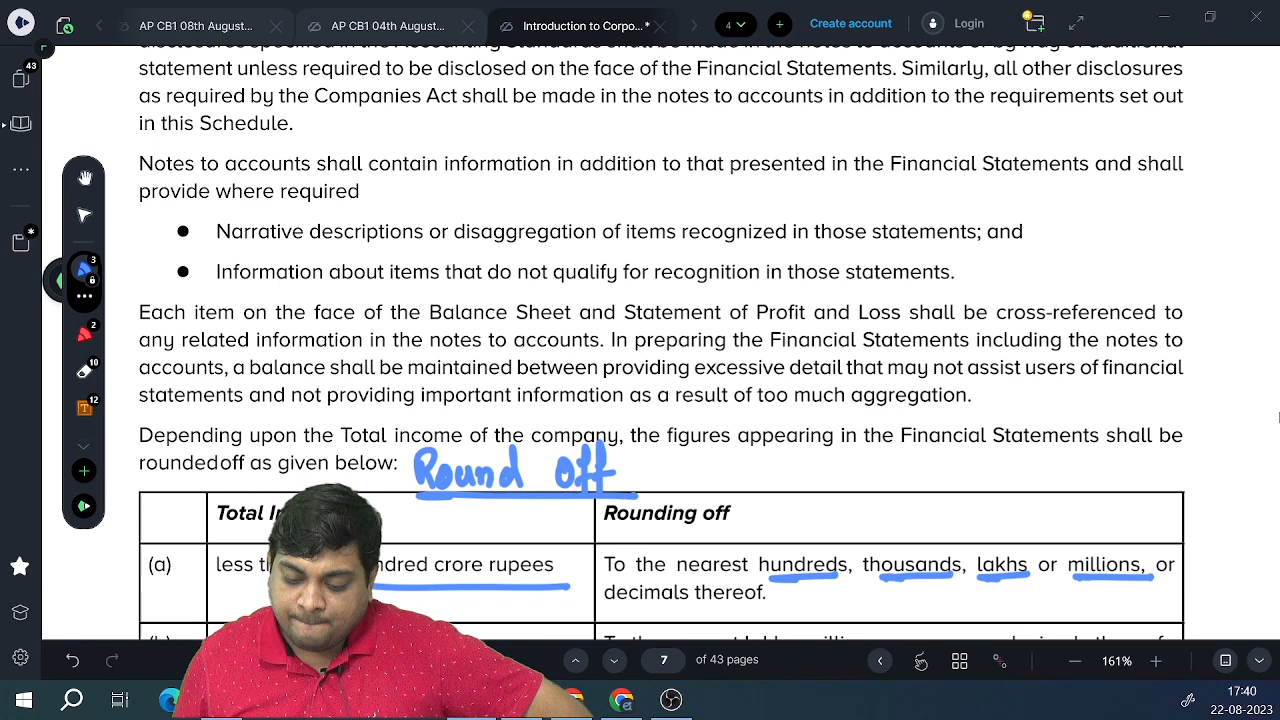 AP CB1 08th August...
AP CB1 04th August...
Introduction to Corpo...*
4
Create account
Login
43
statement unless required to be disclosed on the face of the Financial Statements. Similarly, all other disclosures
as required by the Companies Act shall be made in the notes to accounts in addition to the requirements set out
in this Schedule.
Notes to accounts shall contain information in addition to that presented in the Financial Statements and shall
provide where required
● Narrative descriptions or disaggregation of items recognized in those statements; and
● Information about items that do not qualify for recognition in those statements.
3
2
10
12
Each item on the face of the Balance Sheet and Statement of Profit and Loss shall be cross-referenced to
any related information in the notes to accounts. In preparing the Financial Statements including the notes to
accounts, a balance shall be maintained between providing excessive detail that may not assist users of financial
statements and not providing important information as a result of too much aggregation.
Depending upon the Total income of the company, the figures appearing in the Financial Statements shall be
roundedoff as given below: Round off
Total Rounding off
(a) less crore rupees To the nearest hundreds, thousands, lakhs or millions, or
decimals thereof.
7 of 43 pages
161%
17:40
22-08-2023